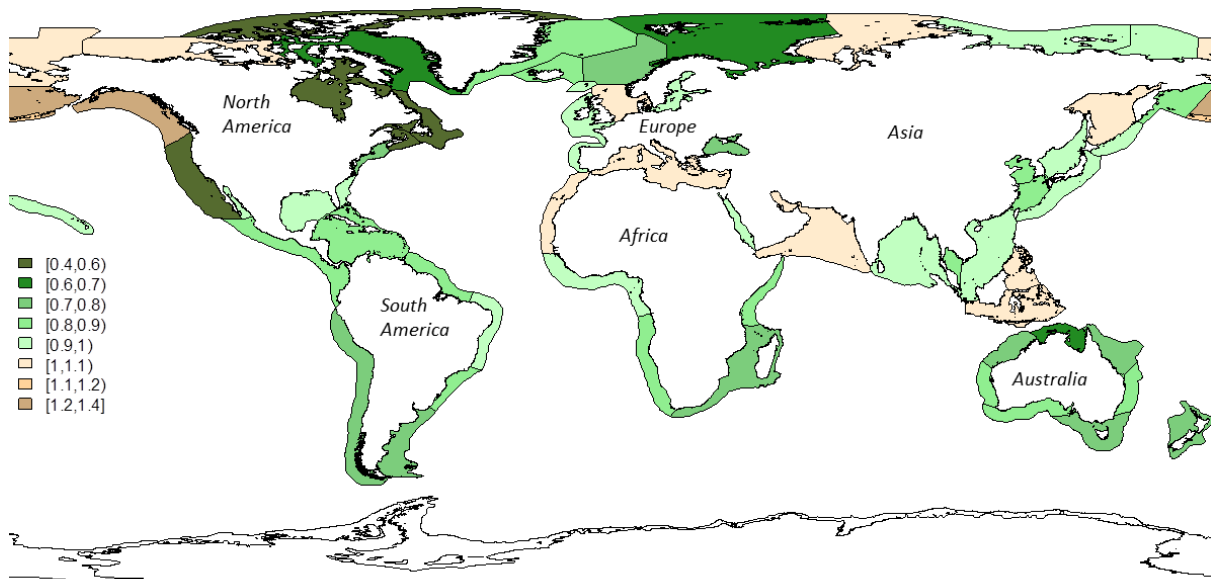 North
America
Europe
Asia
Africa
South
America
Australia
[0.4,0.6)
[0.6,0.7)
[0.7,0.8)
[0.8,0.9)
[0.9,1)
[1,1.1)
[1.1,1.2)
[1.2,1.4]